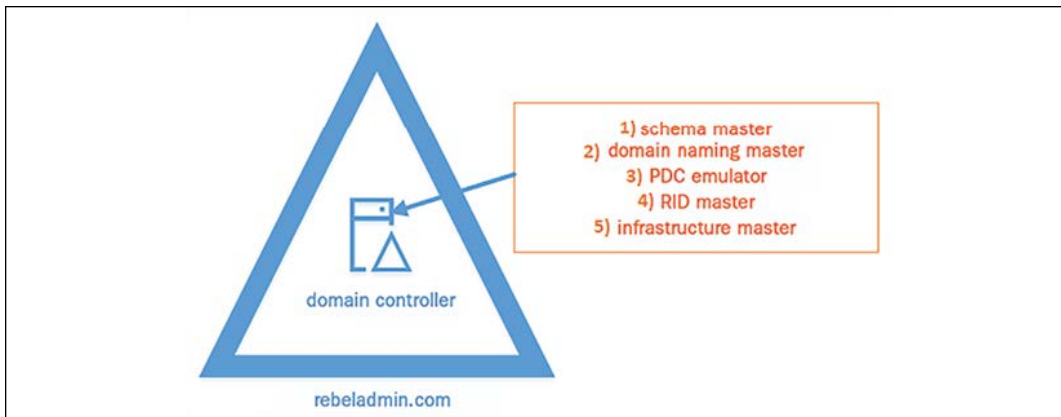 1) schema master
2) domain naming master
3) PDC emulator
4) RID master
5) infrastructure master
domain controller
rebeladmin.com